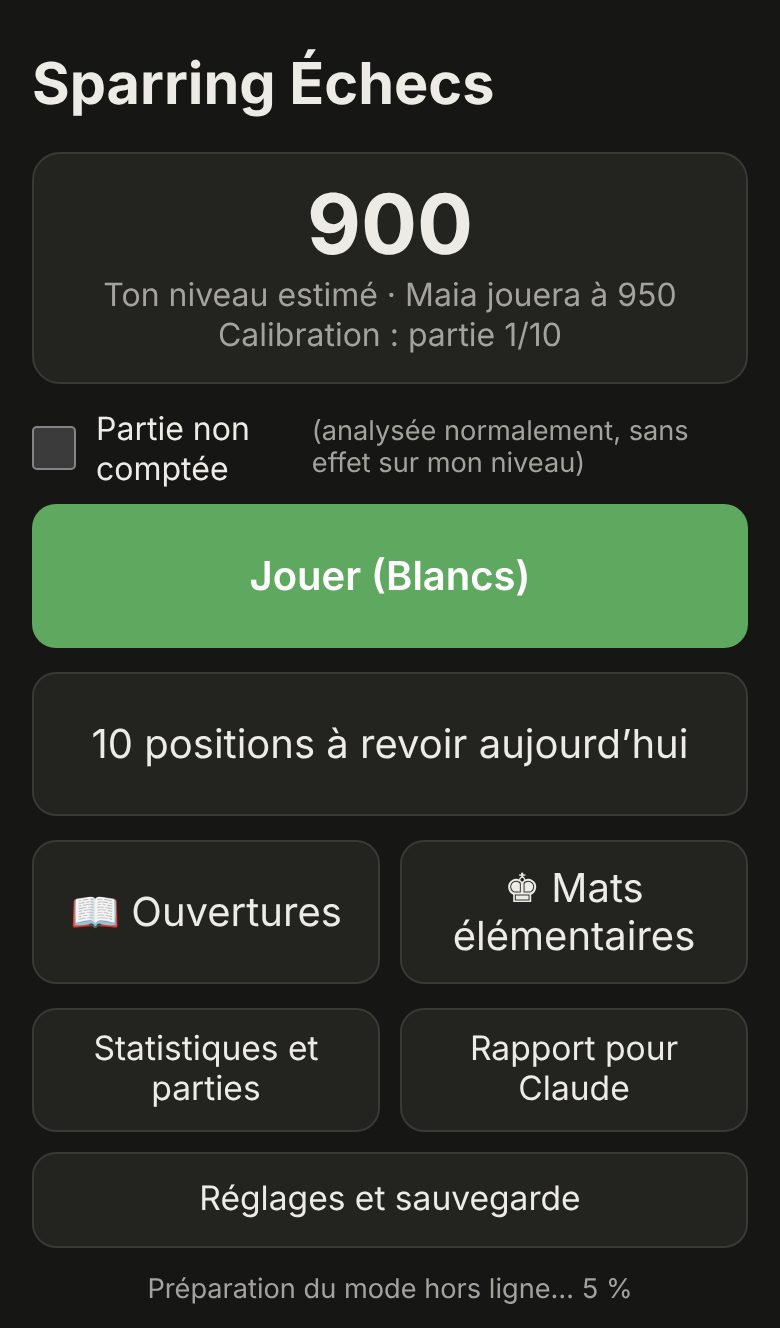 Sparring Échecs
900
Ton niveau estimé · Maia jouera à 950
Calibration : partie 1/10
Partie non
comptée
(analysée normalement, sans
effet sur mon niveau)
Jouer (Blancs)
10 positions à revoir aujourd’hui
📖 Ouvertures
♚ Mats
élémentaires
Statistiques et
parties
Rapport pour
Claude
Réglages et sauvegarde
Préparation du mode hors ligne… 5 %